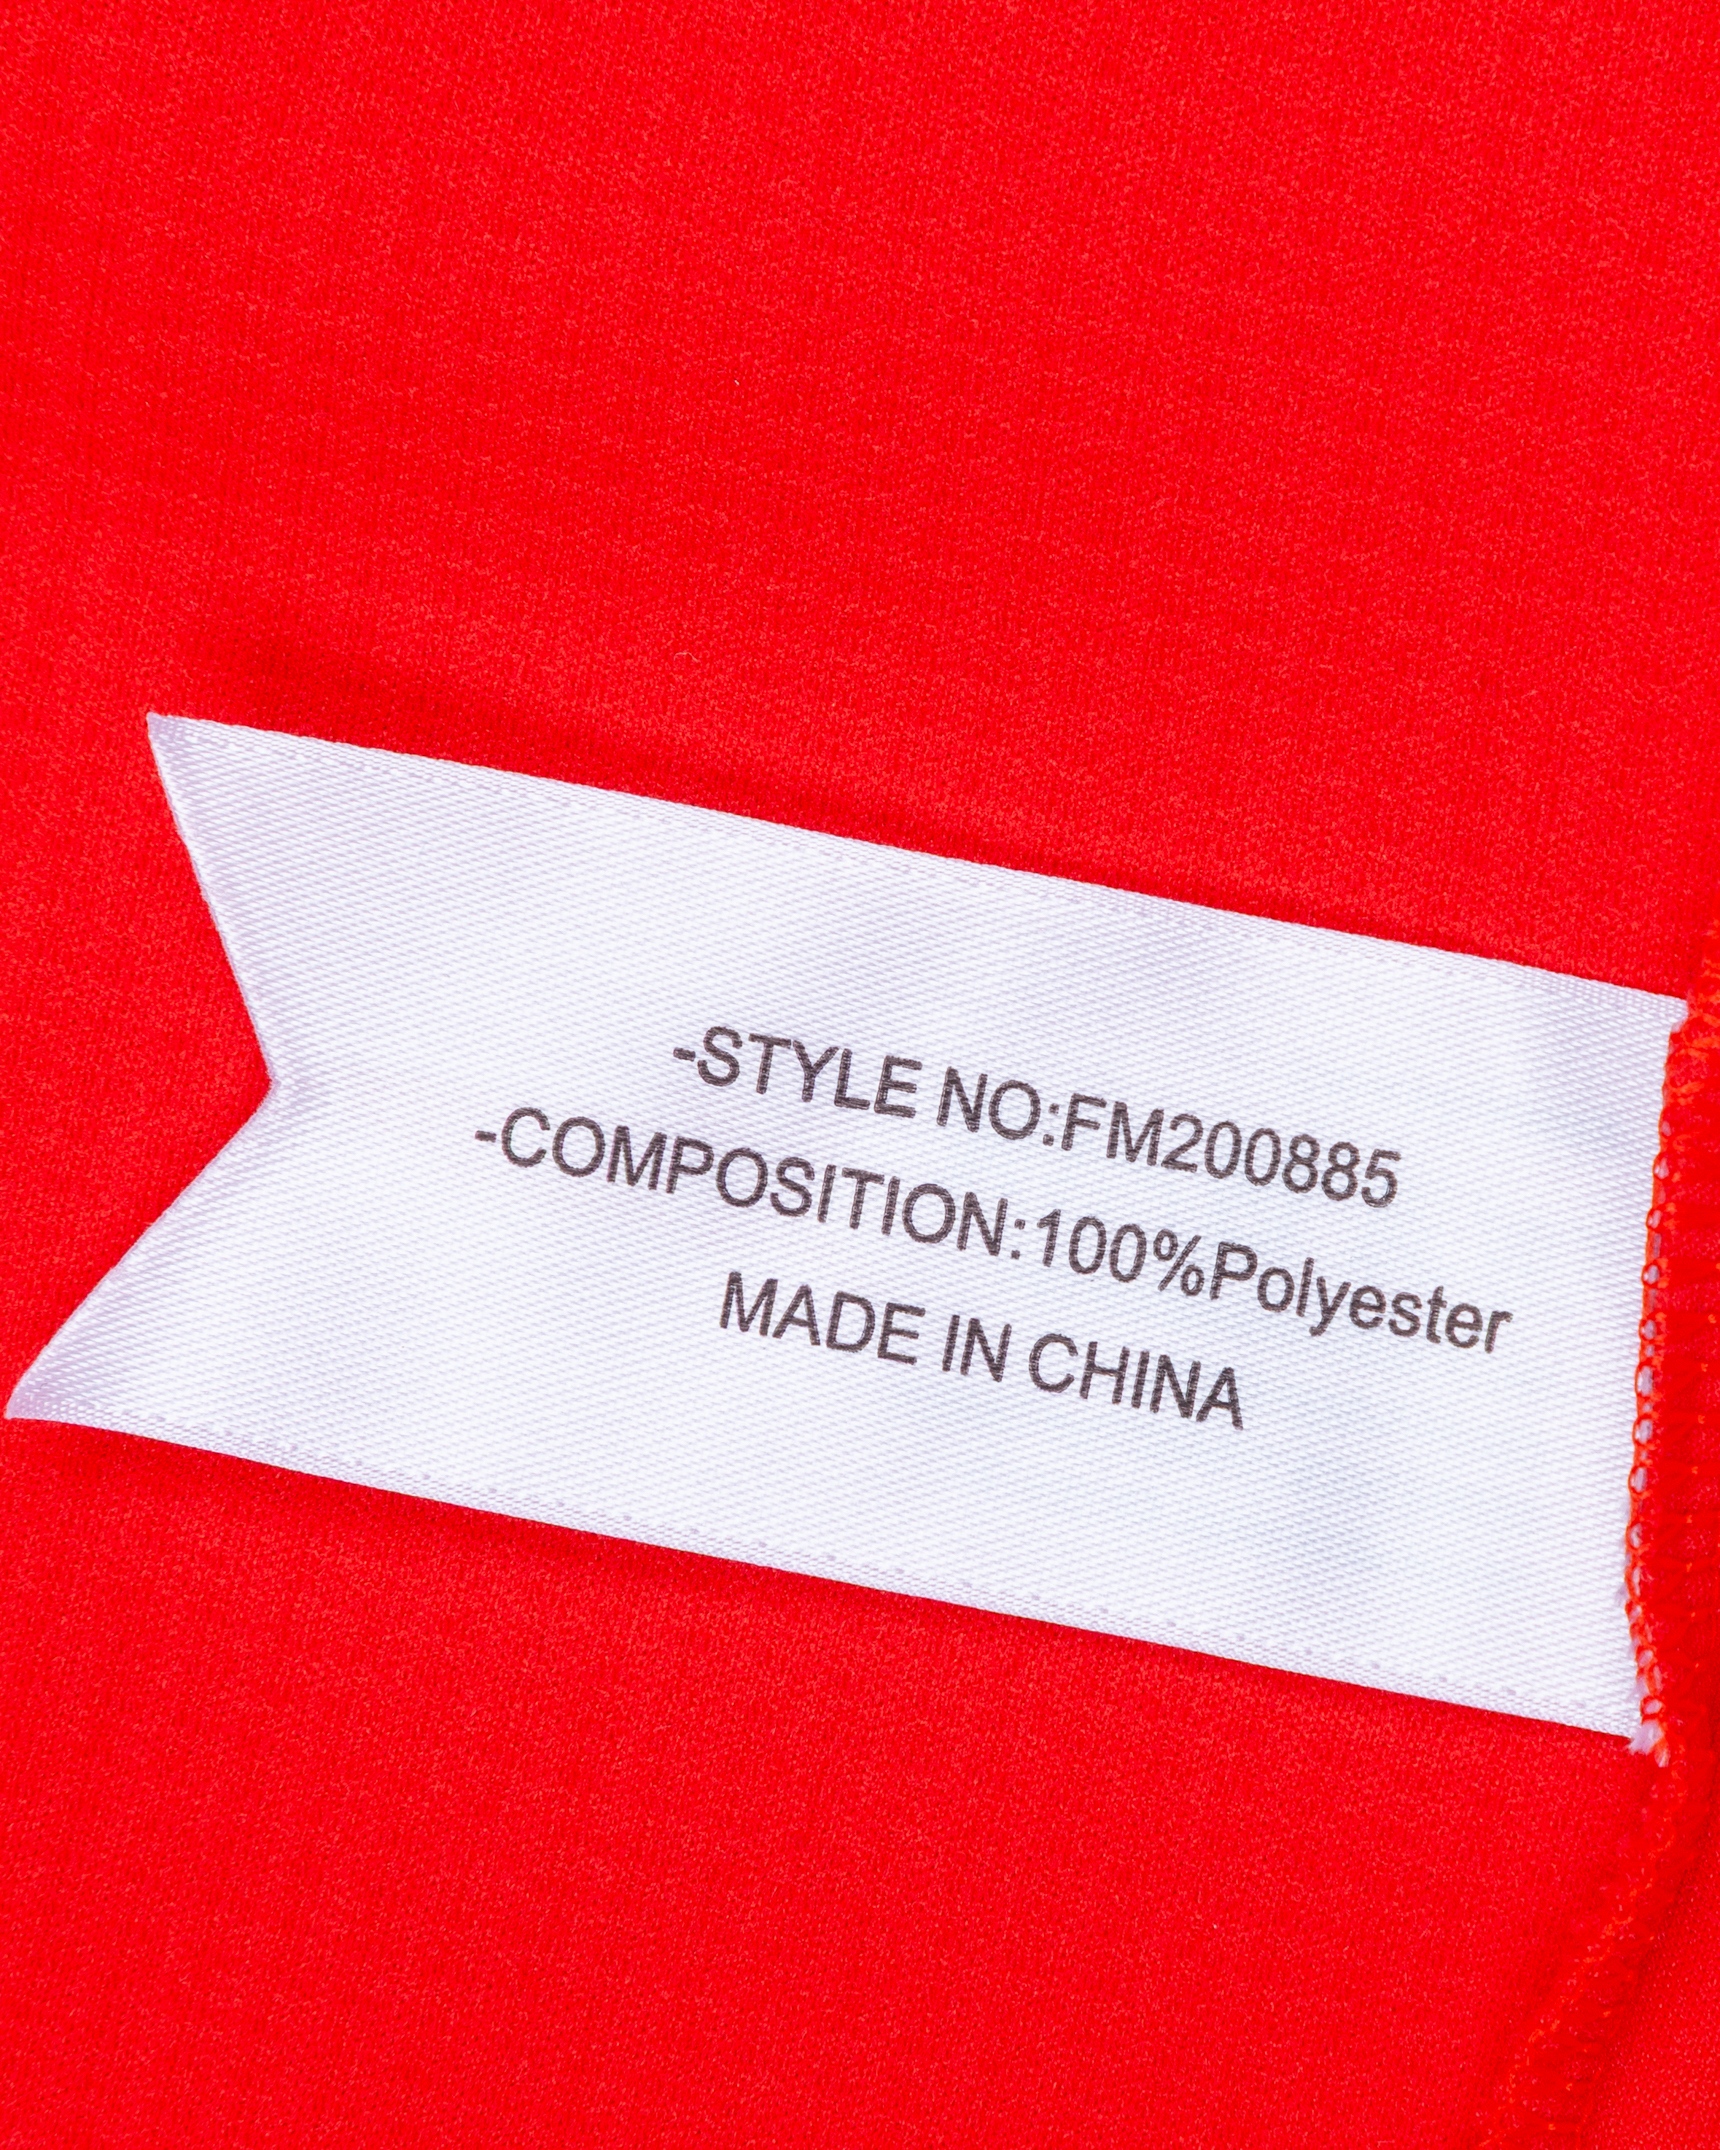 -STYLE NO:FM200885
-COMPOSITION:100%Polyester
MADE IN CHINA